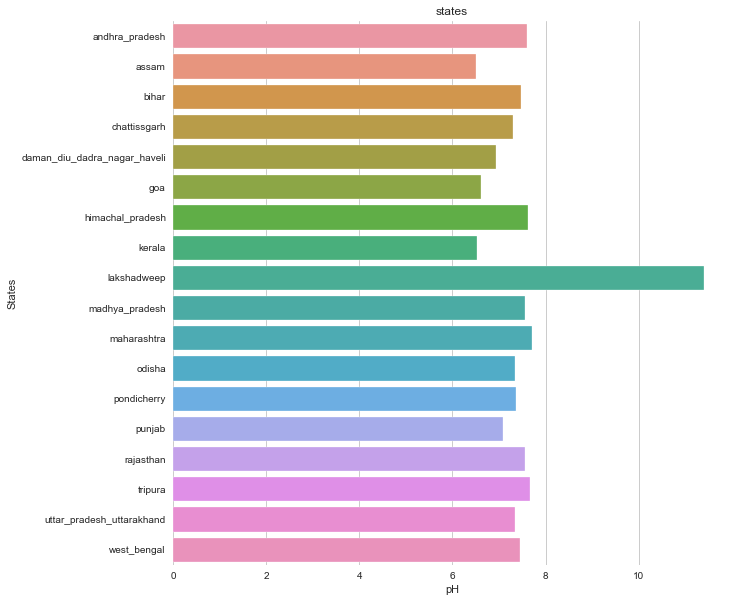 states
andhra_pradesh
assam
bihar
chattissgarh
daman_diu_dadra_nagar_haveli
goa
himachal_pradesh
kerala
lakshadweep
madhya_pradesh
maharashtra
odisha
pondicherry
punjab
rajasthan
tripura
uttar_pradesh_uttarakhand
west_bengal
States
0 2 4 6 8 10
pH